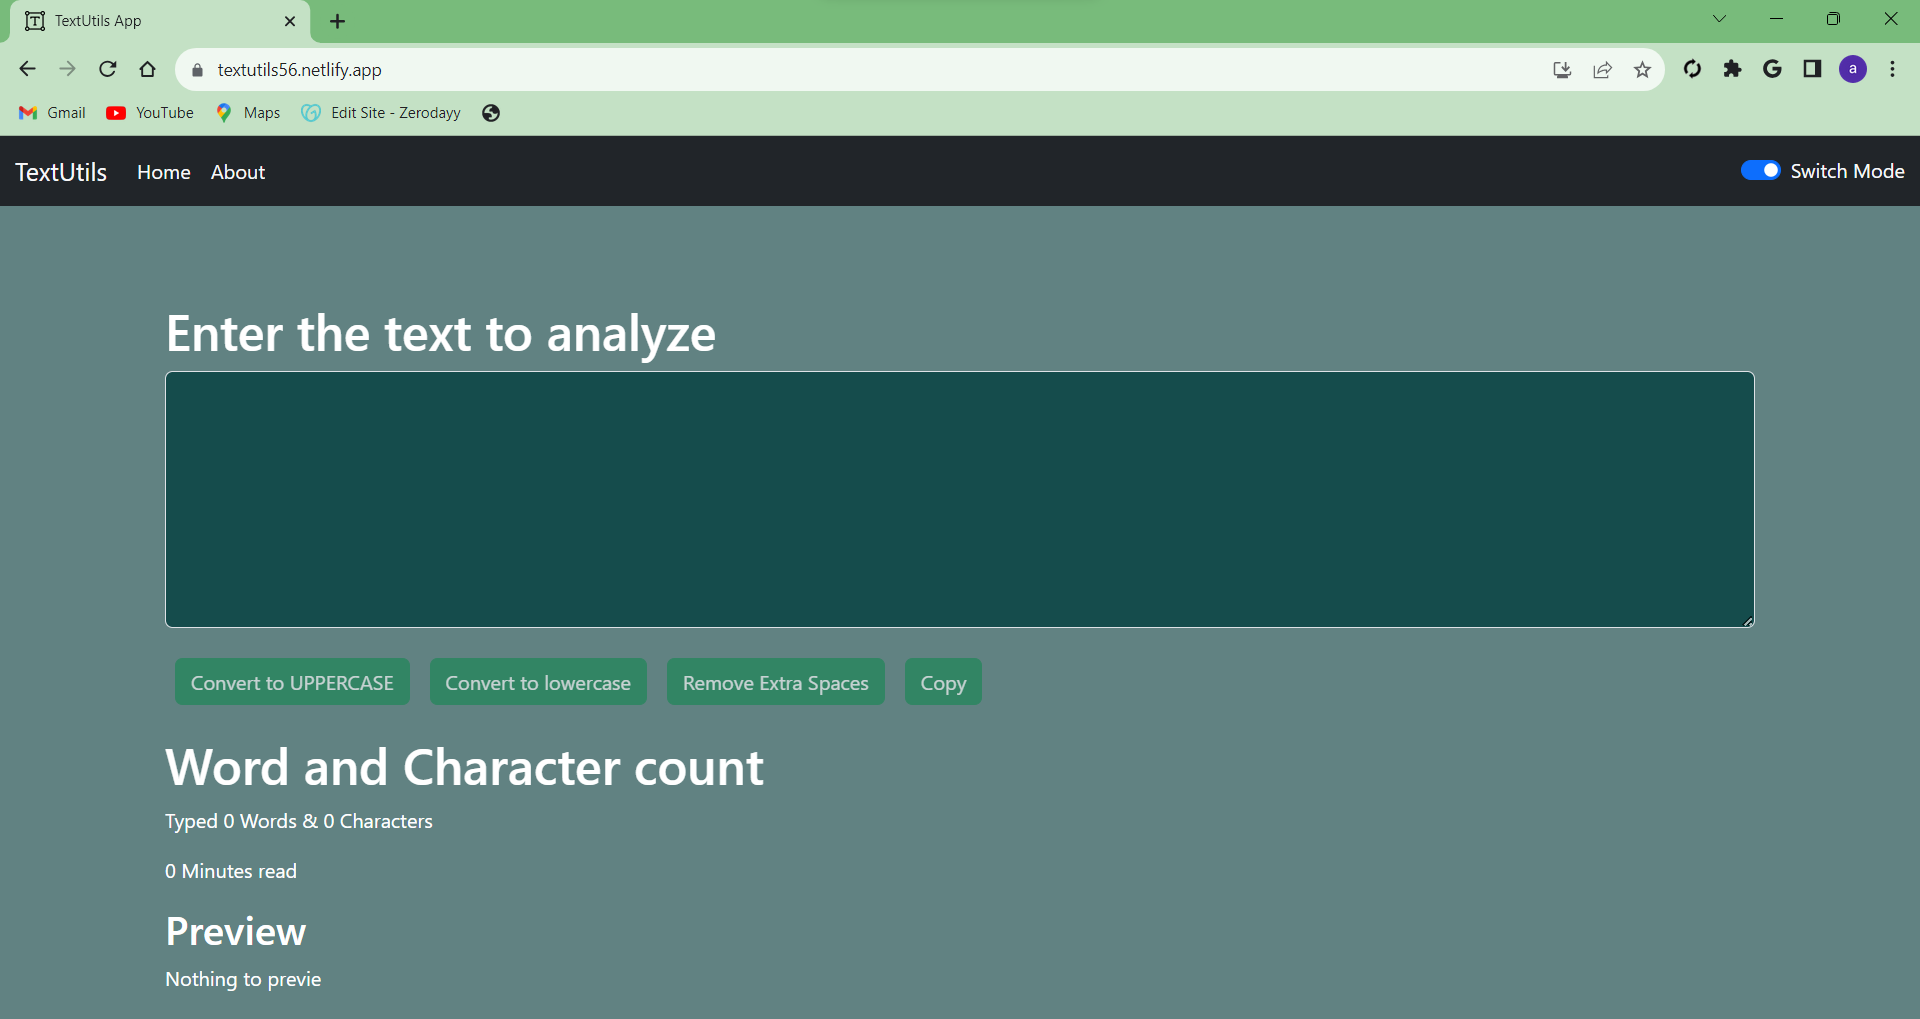 TextUtils App
textutils56.netlify.app
a
Gmail YouTube Maps Edit Site - Zerodayy
TextUtils Home About Switch Mode
Enter the text to analyze
Convert to UPPERCASE Convert to lowercase Remove Extra Spaces Copy
Word and Character count
Typed 0 Words & 0 Characters
0 Minutes read
Preview
Nothing to previe